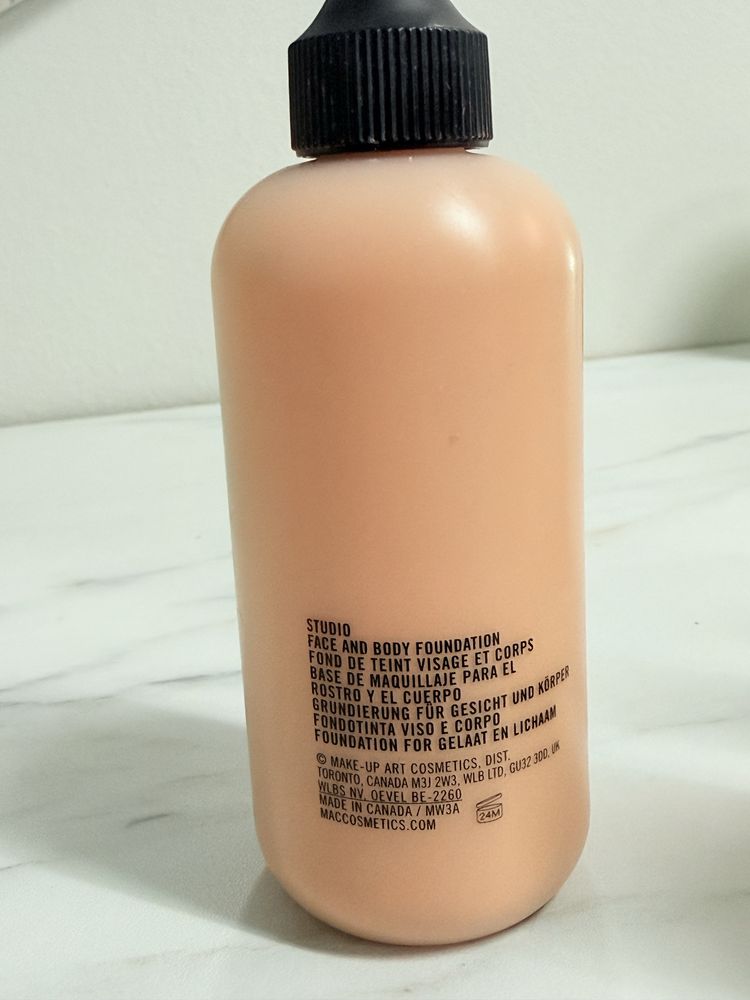 STUDIO
FACE AND BODY FOUNDATION
FOND DE TEINT VISAGE ET CORPS
BASE DE MAQUILLAJE PARA EL
ROSTRO Y EL CUERPO
GRUNDIERUNG FÜR GESICHT UND KÖRPER
FONDOTINTA VISO E CORPO
FOUNDATION FOR GELAAT EN LICHAAM
© MAKE-UP ART COSMETICS, DIST.
TORONTO, CANADA M3J 2W3, WLB LTD, GU32 3DD, UK
WLBS NV, OEVEL BE-2260
MADE IN CANADA / MW3A
MACCOSMETICS.COM
24M